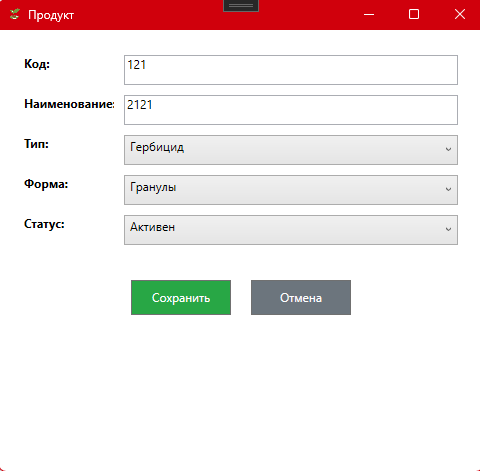 Продукт
Код: 121
Наименование: 2121
Тип: Гербицид
Форма: Гранулы
Статус: Активен
Сохранить Отмена